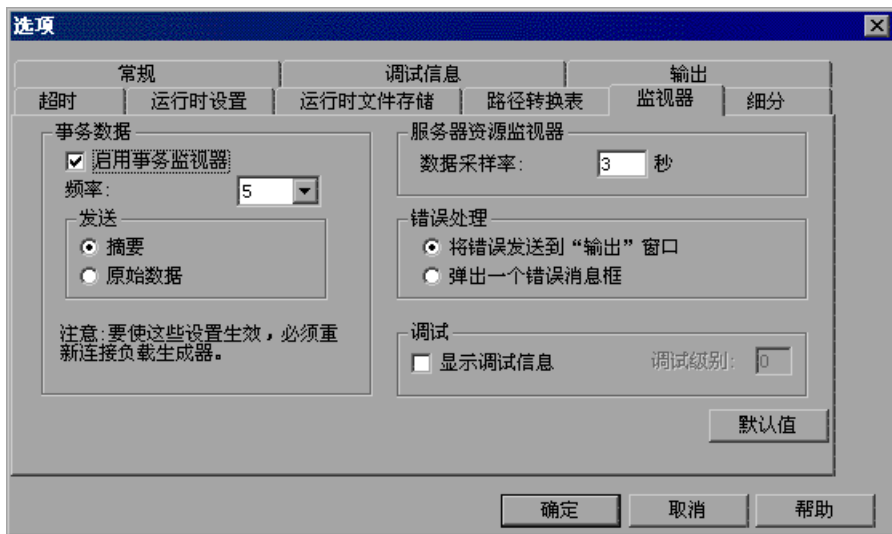 选项
常规 调试信息 输出
超时 运行时设置 运行时文件存储 路径转换表 监视器 细分
事务数据
启用事务监视器
频率: 5
发送
摘要
原始数据
注意:要使这些设置生效，必须重
新连接负载生成器。
服务器资源监视器
数据采样率: 3 秒
错误处理
将错误发送到“输出”窗口
弹出一个错误消息框
调试
显示调试信息 调试级别: 0
默认值
确定 取消 帮助